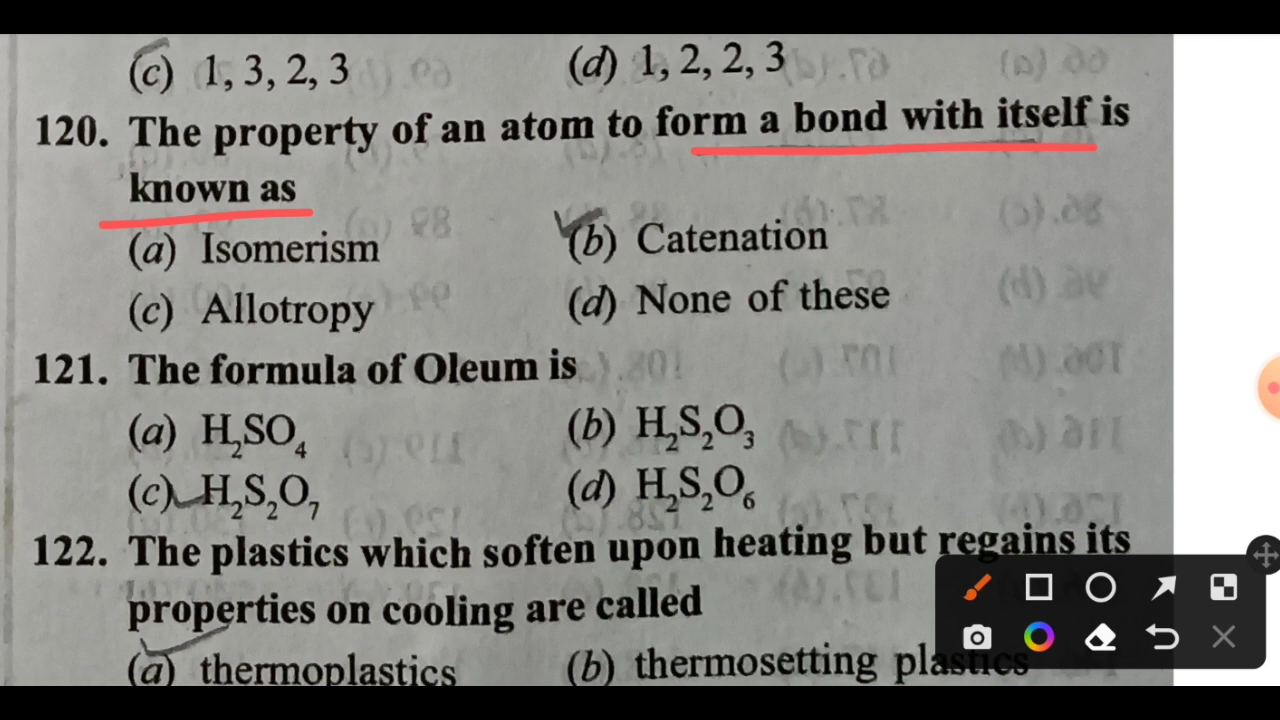 (c) 1, 3, 2, 3 (d) 1, 2, 2, 3
120. The property of an atom to form a bond with itself is
known as
(a) Isomerism (b) Catenation
(c) Allotropy (d) None of these
121. The formula of Oleum is
(a) H₂SO₄ (b) H₂S₂O₃
(c) H₂S₂O₇ (d) H₂S₂O₆
122. The plastics which soften upon heating but regains its
properties on cooling are called
(a) thermoplastics (b) thermosetting plastics